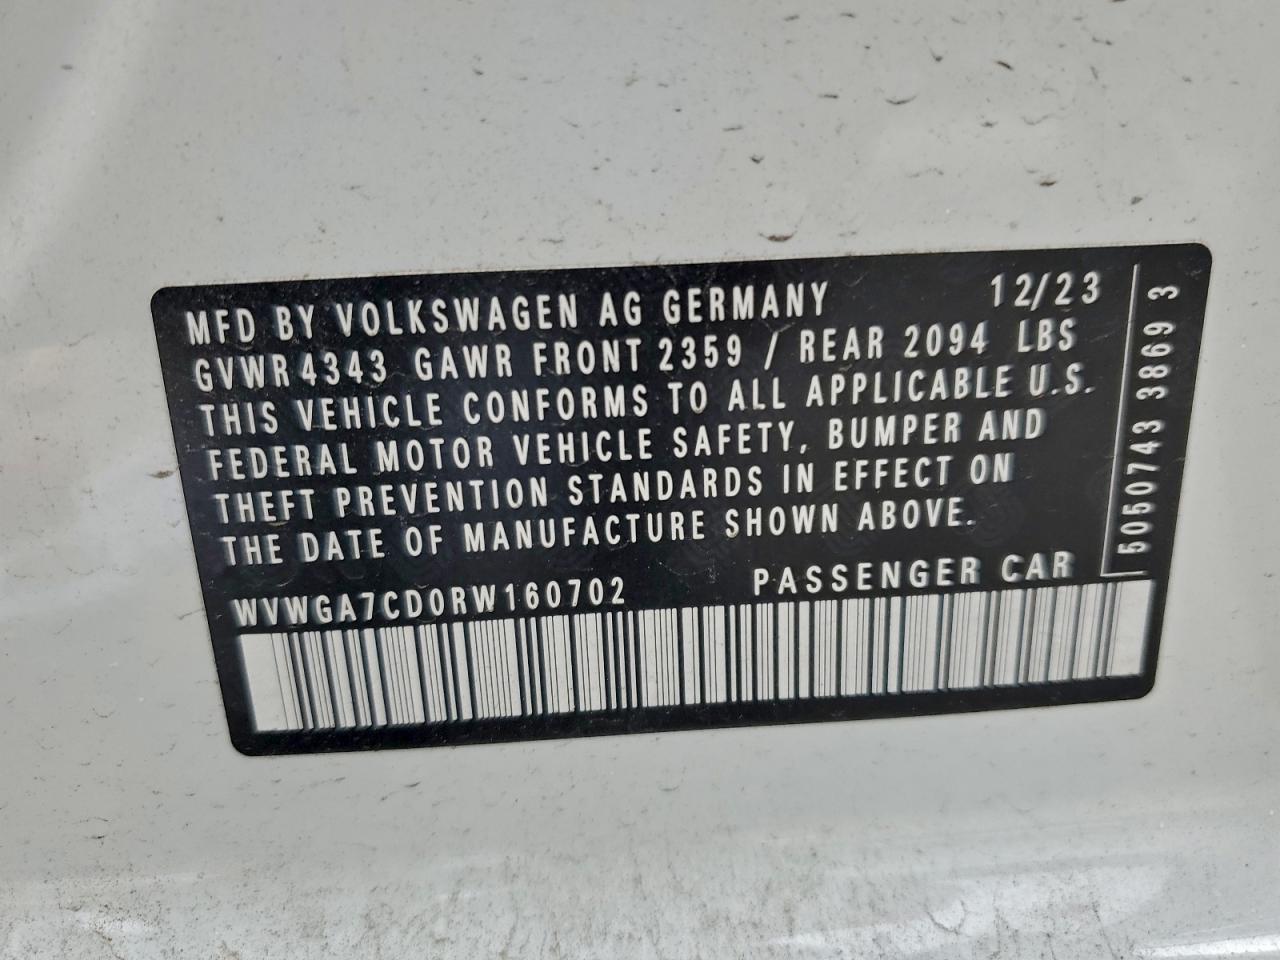 MFD BY VOLKSWAGEN AG GERMANY 12/23
GVWR 4343 GAWR FRONT 2359 / REAR 2094 LBS
THIS VEHICLE CONFORMS TO ALL APPLICABLE U.S.
FEDERAL MOTOR VEHICLE SAFETY, BUMPER AND
THEFT PREVENTION STANDARDS IN EFFECT ON
THE DATE OF MANUFACTURE SHOWN ABOVE.
WVWGA7CD0RW160702 PASSENGER CAR
5050743 3869 3